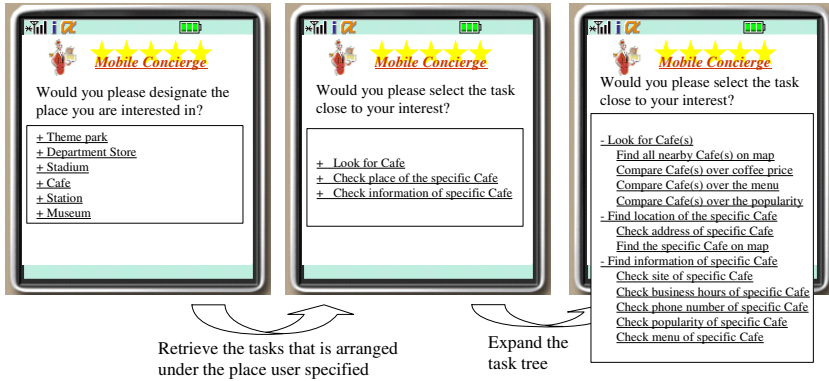 i α
Mobile Concierge
Would you please designate the
place you are interested in?
+ Theme park
+ Department Store
+ Stadium
+ Cafe
+ Station
+ Museum
i α
Mobile Concierge
Would you please select the task
close to your interest?
+ Look for Cafe
+ Check place of the specific Cafe
+ Check information of specific Cafe
i α
Mobile Concierge
Would you please select the task
close to your interest?
- Look for Cafe(s)
Find all nearby Cafe(s) on map
Compare Cafe(s) over coffee price
Compare Cafe(s) over the menu
Compare Cafe(s) over the popularity
- Find location of the specific Cafe
Check address of specific Cafe
Find the specific Cafe on map
- Find information of specific Cafe
Check site of specific Cafe
Check business hours of specific Cafe
Check phone number of specific Cafe
Check popularity of specific Cafe
Check menu of specific Cafe
Retrieve the tasks that is arranged
under the place user specified
Expand the
task tree